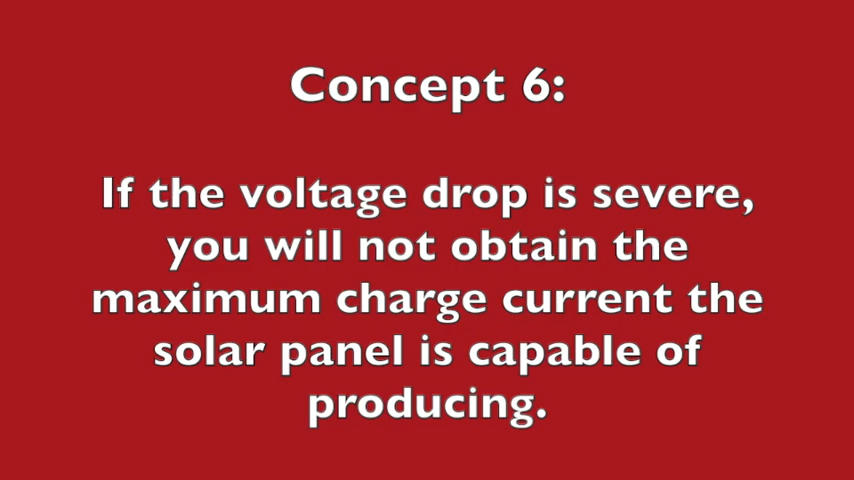 Concept 6:
If the voltage drop is severe,
you will not obtain the
maximum charge current the
solar panel is capable of
producing.